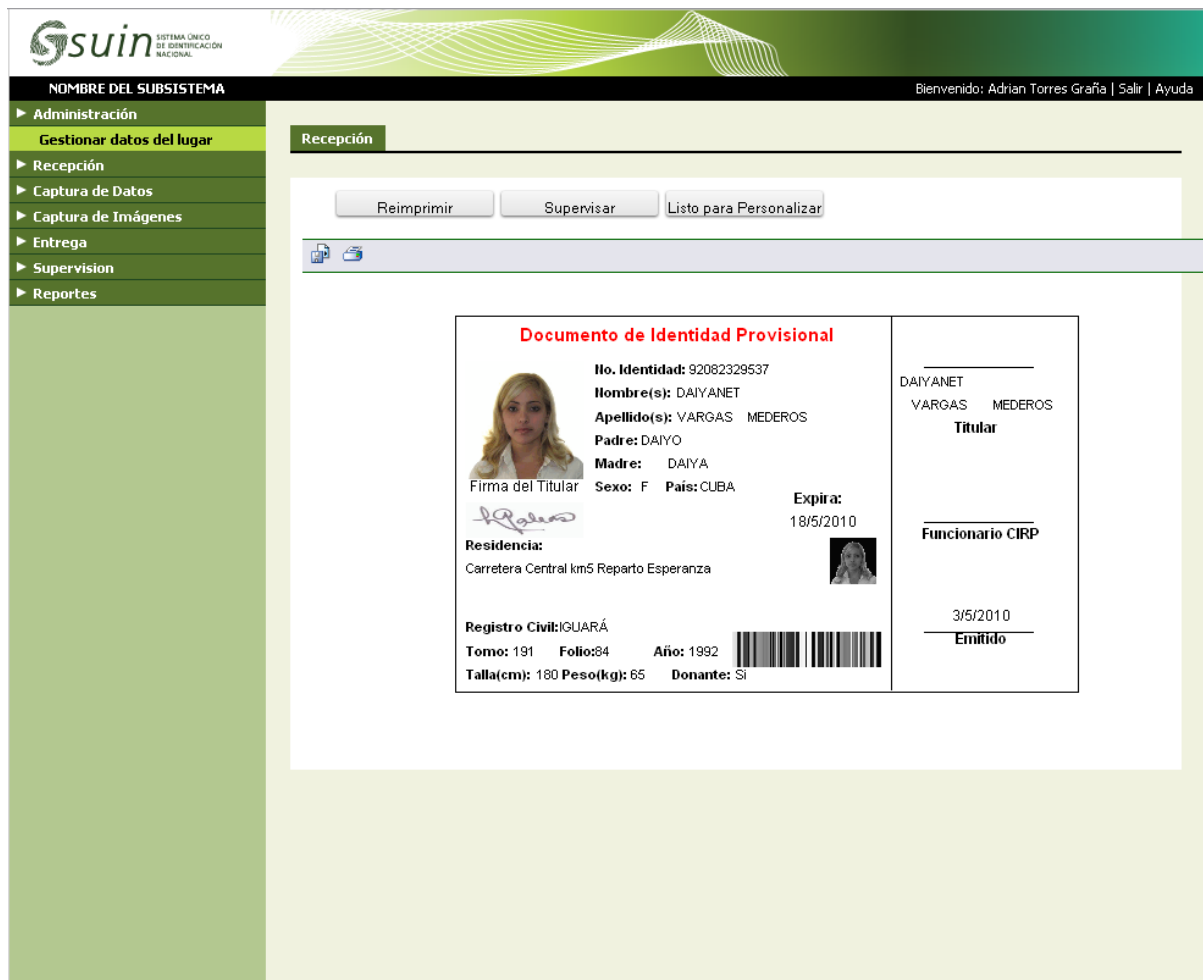 suin SISTEMA ÚNICO
DE IDENTIFICACIÓN
NACIONAL
NOMBRE DEL SUBSISTEMA
Bienvenido: Adrian Torres Graña | Salir | Ayuda
Administración
Gestionar datos del lugar
Recepción
Captura de Datos
Captura de Imágenes
Entrega
Supervision
Reportes
Recepción
Reimprimir Supervisar Listo para Personalizar
Documento de Identidad Provisional
No. Identidad: 92082329537
Nombre(s): DAIYANET
Apellido(s): VARGAS MEDEROS
Padre: DAIYO
Madre: DAIYA
Sexo: F País: CUBA
Firma del Titular
Expira:
18/5/2010
Residencia:
Carretera Central km5 Reparto Esperanza
Registro Civil:IGUARÁ
Tomo: 191 Folio:84 Año: 1992
Talla(cm): 180 Peso(kg): 65 Donante: Si
DAIYANET
VARGAS MEDEROS
Titular
Funcionario CIRP
3/5/2010
Emitido